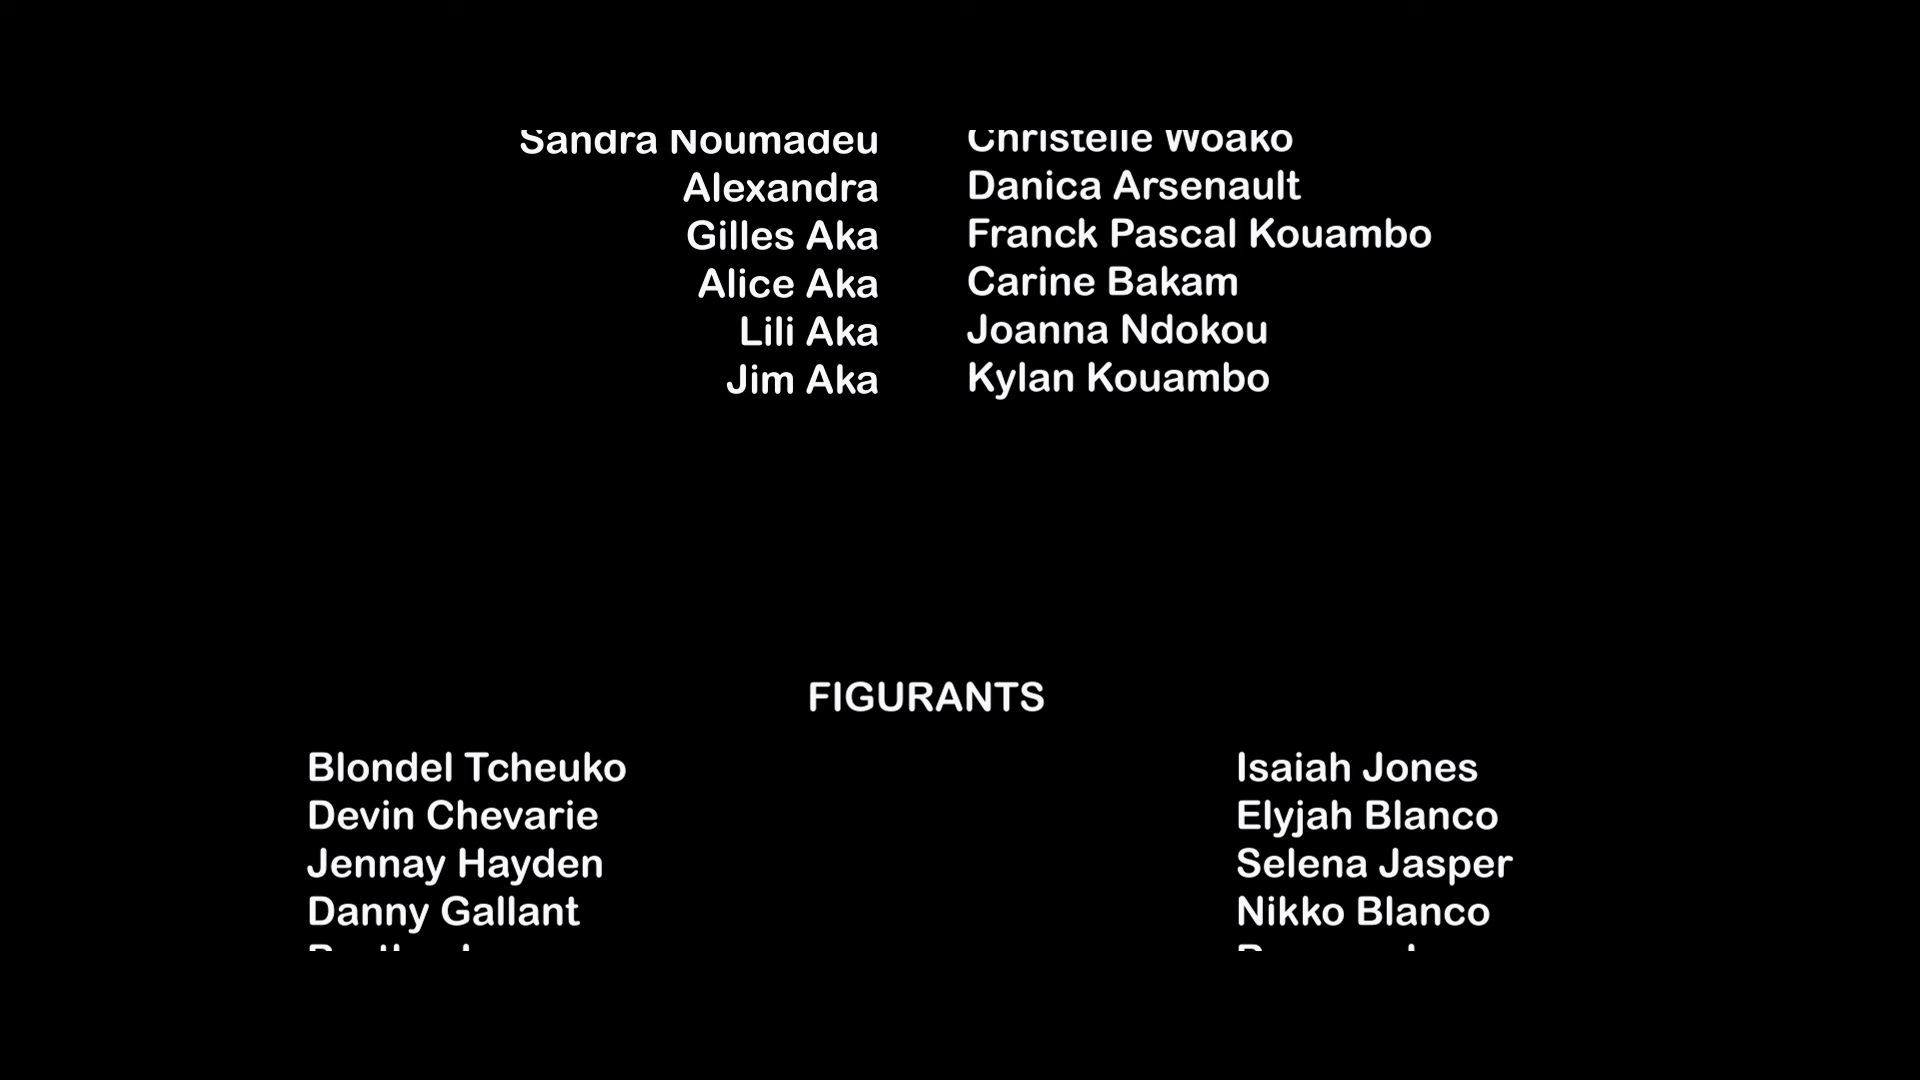 Sandra Noumadeu Christelle Woako
Alexandra Danica Arsenault
Gilles Aka Franck Pascal Kouambo
Alice Aka Carine Bakam
Lili Aka Joanna Ndokou
Jim Aka Kylan Kouambo
FIGURANTS
Blondel Tcheuko Isaiah Jones
Devin Chevarie Elyjah Blanco
Jennay Hayden Selena Jasper
Danny Gallant Nikko Blanco